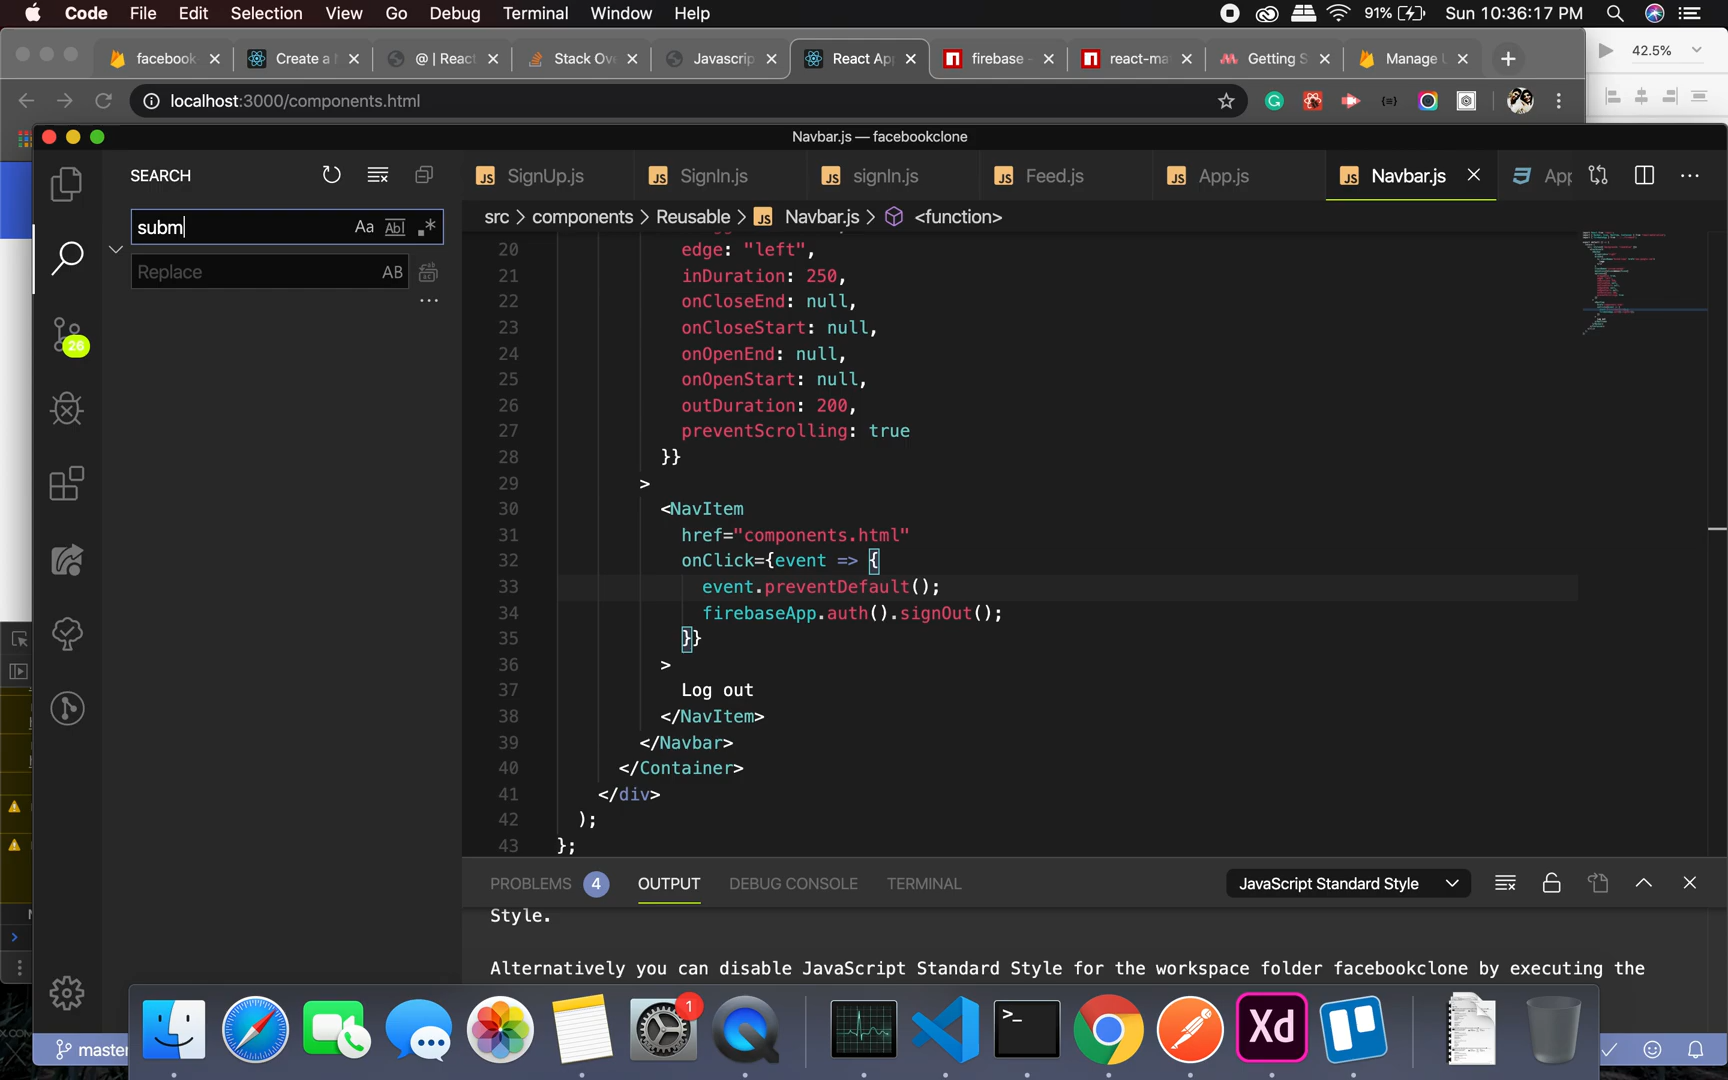 Code File Edit Selection View Go Debug Terminal Window Help 91% Sun 10:36:17 PM
facebook Create a @ | React Stack Ov Javascrip React Ap firebase - react-ma Getting S Manage 42.5%
localhost:3000/components.html
Navbar.js — facebookclone
SEARCH
SignUp.js SignIn.js signIn.js Feed.js App.js Navbar.js App
subm
Aa Abl .*
src > components > Reusable > JS Navbar.js > <function>
Replace AB
20 edge: "left",
21 inDuration: 250,
22 onCloseEnd: null,
23 onCloseStart: null,
24 onOpenEnd: null,
25 onOpenStart: null,
26 outDuration: 200,
27 preventScrolling: true
28 }}
29 >
30 <NavItem
31 href="components.html"
32 onClick={event => {
33 event.preventDefault();
34 firebaseApp.auth().signOut();
35 }}
36 >
37 Log out
38 </NavItem>
39 </Navbar>
40 </Container>
41 </div>
42 );
43 };
26
PROBLEMS 4 OUTPUT DEBUG CONSOLE TERMINAL JavaScript Standard Style
Style.
Alternatively you can disable JavaScript Standard Style for the workspace folder facebookclone by executing the
1
Xd
master